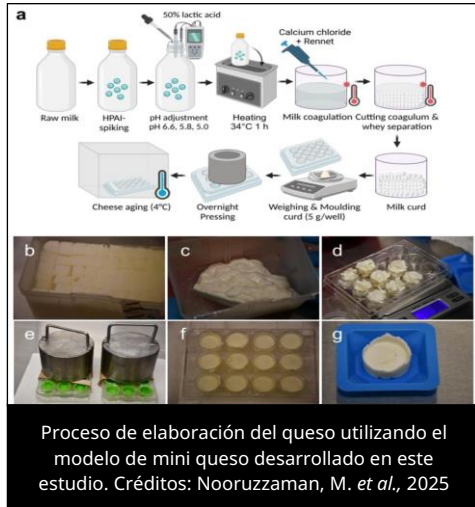 a
50% lactic acid
Calcium chloride
+ Rennet
Raw milk
HPAI-
spiking
pH adjustment
pH 6.6, 5.8, 5.0
Heating
34°C 1 h
Milk coagulation
Cutting coagulum &
whey separation
Cheese aging (4°C)
Overnight
Pressing
Weighing & Moulding
curd (5 g/well)
Milk curd
b
c
d
e
f
g
Proceso de elaboración del queso utilizando el
modelo de mini queso desarrollado en este
estudio. Créditos: Nooruzzaman, M. et al., 2025